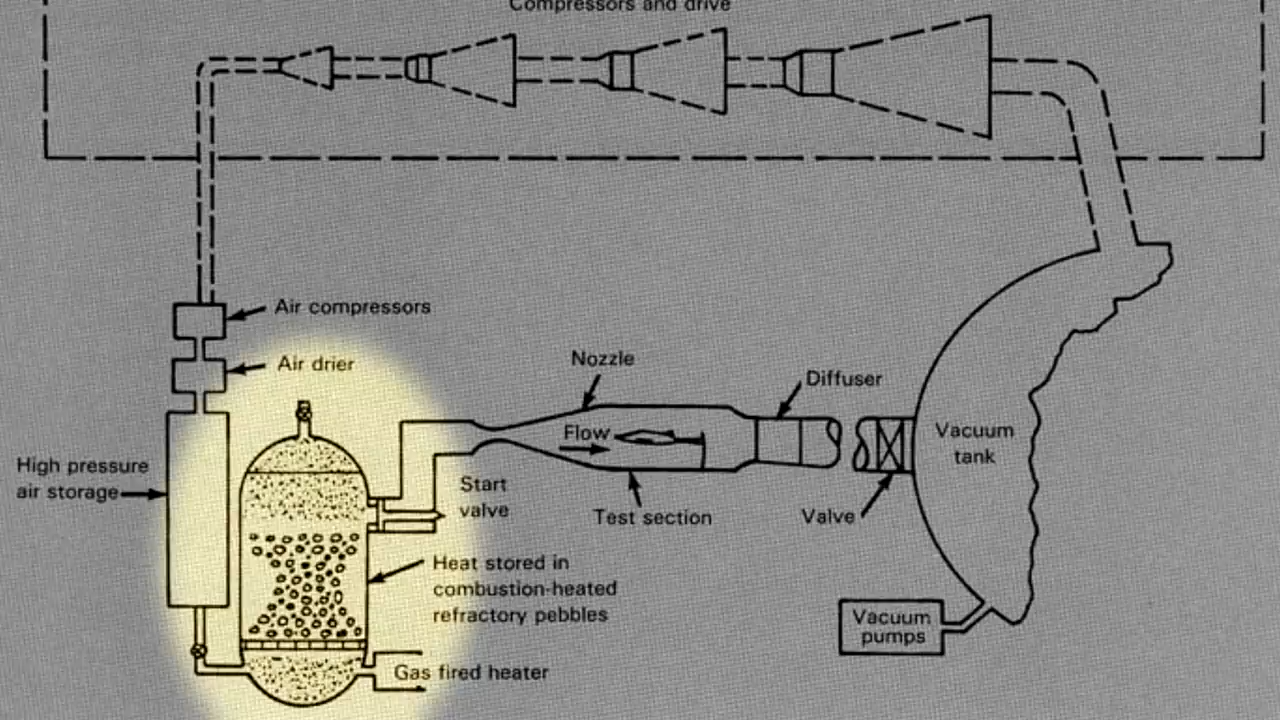 Compressors and drive
Air compressors
Air drier
Nozzle
Diffuser
Flow
Vacuum
tank
High pressure
air storage
Start
valve
Test section
Valve
Heat stored in
combustion-heated
refractory pebbles
Vacuum
pumps
Gas fired heater